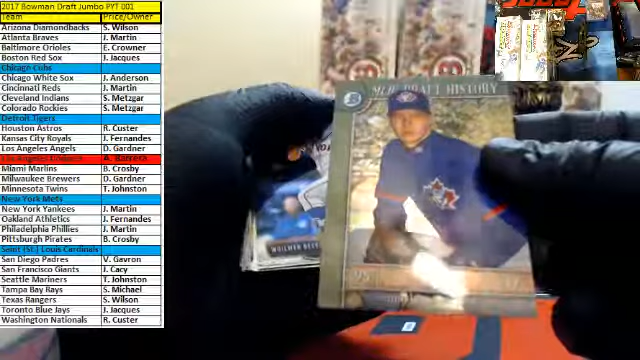 2017 Bowman Draft Jumbo PYT 001
Team Price/Owner
Arizona Diamondbacks S. Wilson
Atlanta Braves J. Martin
Baltimore Orioles E. Crowner
Boston Red Sox J. Jacques
Chicago Cubs
Chicago White Sox J. Anderson
Cincinnati Reds J. Martin
Cleveland Indians S. Metzgar
Colorado Rockies S. Metzgar
Detroit Tigers
Houston Astros R. Custer
Kansas City Royals J. Fernandes
Los Angeles Angels D. Gardner
Los Angeles Dodgers A. Barrera
Miami Marlins B. Crosby
Milwaukee Brewers D. Gardner
Minnesota Twins T. Johnston
New York Mets
New York Yankees J. Martin
Oakland Athletics J. Fernandes
Philadelphia Phillies J. Martin
Pittsburgh Pirates B. Crosby
Saint (St.) Louis Cardinals
San Diego Padres V. Gavron
San Francisco Giants J. Cacy
Seattle Mariners T. Johnston
Tampa Bay Rays S. Michael
Texas Rangers S. Wilson
Toronto Blue Jays J. Jacques
Washington Nationals R. Custer
MLB DRAFT HISTORY